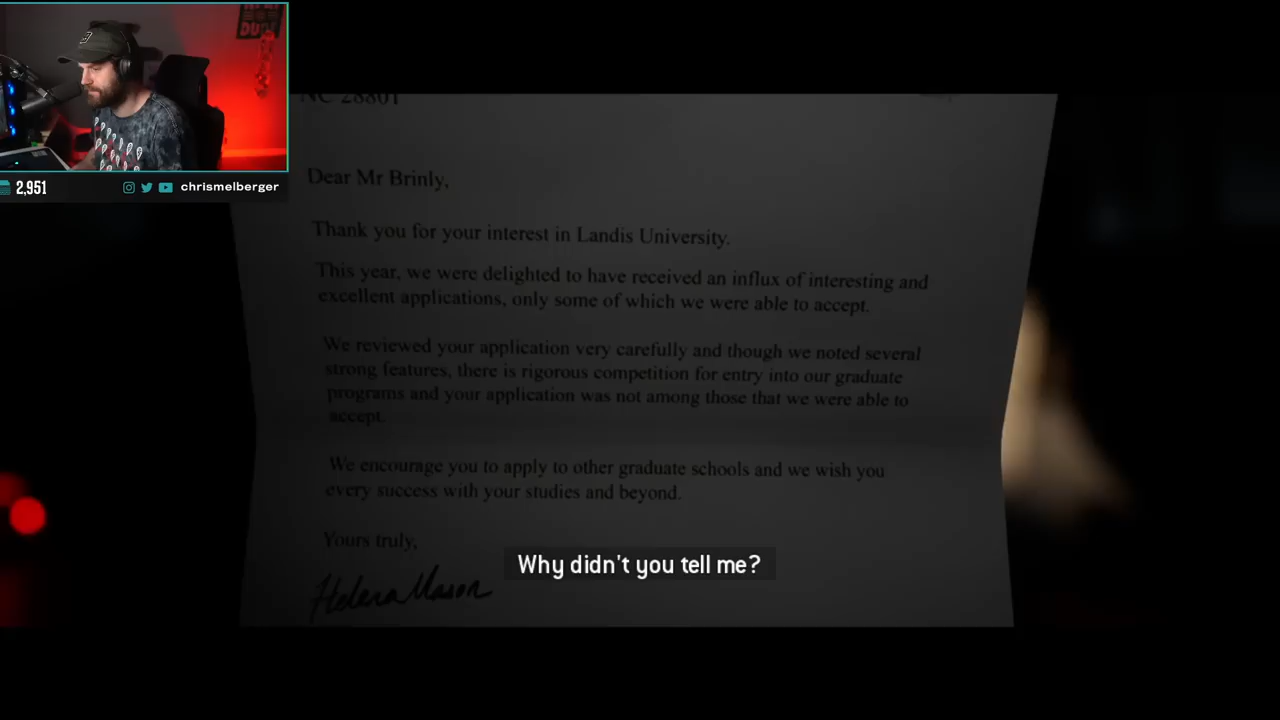 2,951
chrismelberger
NC 28801
Dear Mr Brinly,
Thank you for your interest in Landis University.
This year, we were delighted to have received an influx of interesting and
excellent applications, only some of which we were able to accept.
We reviewed your application very carefully and though we noted several
strong features, there is rigorous competition for entry into our graduate
programs and your application was not among those that we were able to
accept.
We encourage you to apply to other graduate schools and we wish you
every success with your studies and beyond.
Yours truly,
Helena Mason
Why didn't you tell me?